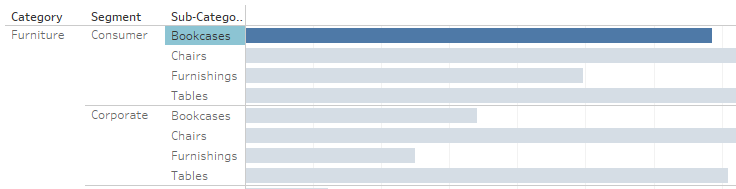 Category Segment Sub-Catego..
Furniture Consumer Bookcases
Chairs
Furnishings
Tables
Corporate Bookcases
Chairs
Furnishings
Tables